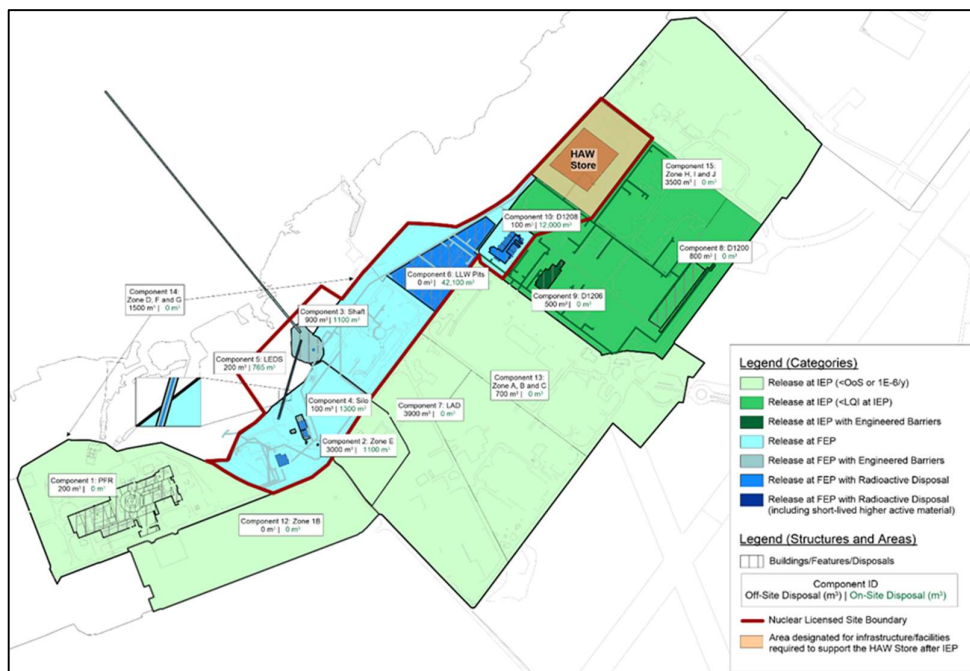 HAW
Store
Component 15:
Zone H, I and J
3500 m³ | 0 m³
Component 10: D1208
100 m³ | 12,000 m³
Component 8: D1200
800 m³ | 0 m³
Component 6: LLW Pits
0 m³ | 42,100 m³
Component 14:
Zone D, F and G
1500 m³ | 0 m³
Component 9: D1206
500 m³ | 0 m³
Component 3: Shaft
900 m³ | 1100 m³
Component 5: LEDS
200 m³ | 765 m³
Component 13:
Zone A, B and C
700 m³ | 0 m³
Component 4: Silo
100 m³ | 1300 m³
Component 7: LAD
3900 m³ | 0 m³
Component 2: Zone E
3000 m³ | 1100 m³
Component 1: PFR
200 m³ | 0 m³
Component 12: Zone 1B
0 m³ | 0 m³
Legend (Categories)
Release at IEP (<OoS or 1E-6/y)
Release at IEP (<LQI at IEP)
Release at IEP with Engineered Barriers
Release at FEP
Release at FEP with Engineered Barriers
Release at FEP with Radioactive Disposal
Release at FEP with Radioactive Disposal
(including short-lived higher active material)
Legend (Structures and Areas)
Buildings/Features/Disposals
Component ID
Off-Site Disposal (m³) | On-Site Disposal (m³)
Nuclear Licensed Site Boundary
Area designated for infrastructure/facilities
required to support the HAW Store after IEP